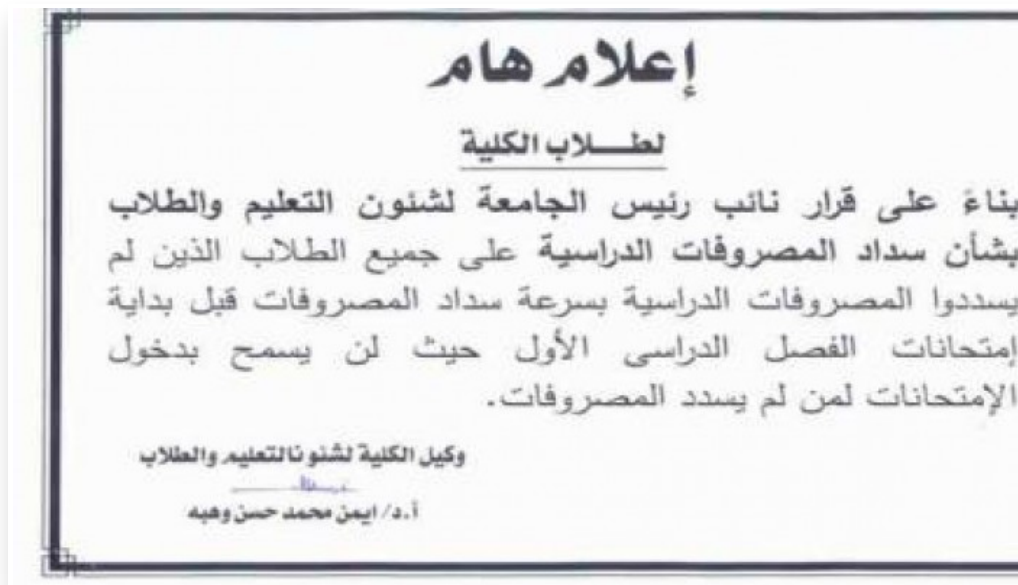 إعلام هام
لطـــلاب الكلية
بناءً على قرار نائب رئيس الجامعة لشئون التعليم والطلاب
بشأن سداد المصروفات الدراسية على جميع الطلاب الذين لم
يسددوا المصروفات الدراسية بسرعة سداد المصروفات قبل بداية
إمتحانات الفصل الدراسى الأول حيث لن يسمح بدخول
الإمتحانات لمن لم يسدد المصروفات.
وكيل الكلية لشئو نالتعليم والطلاب
أ.د/ ايمن محمد حسن وهبه